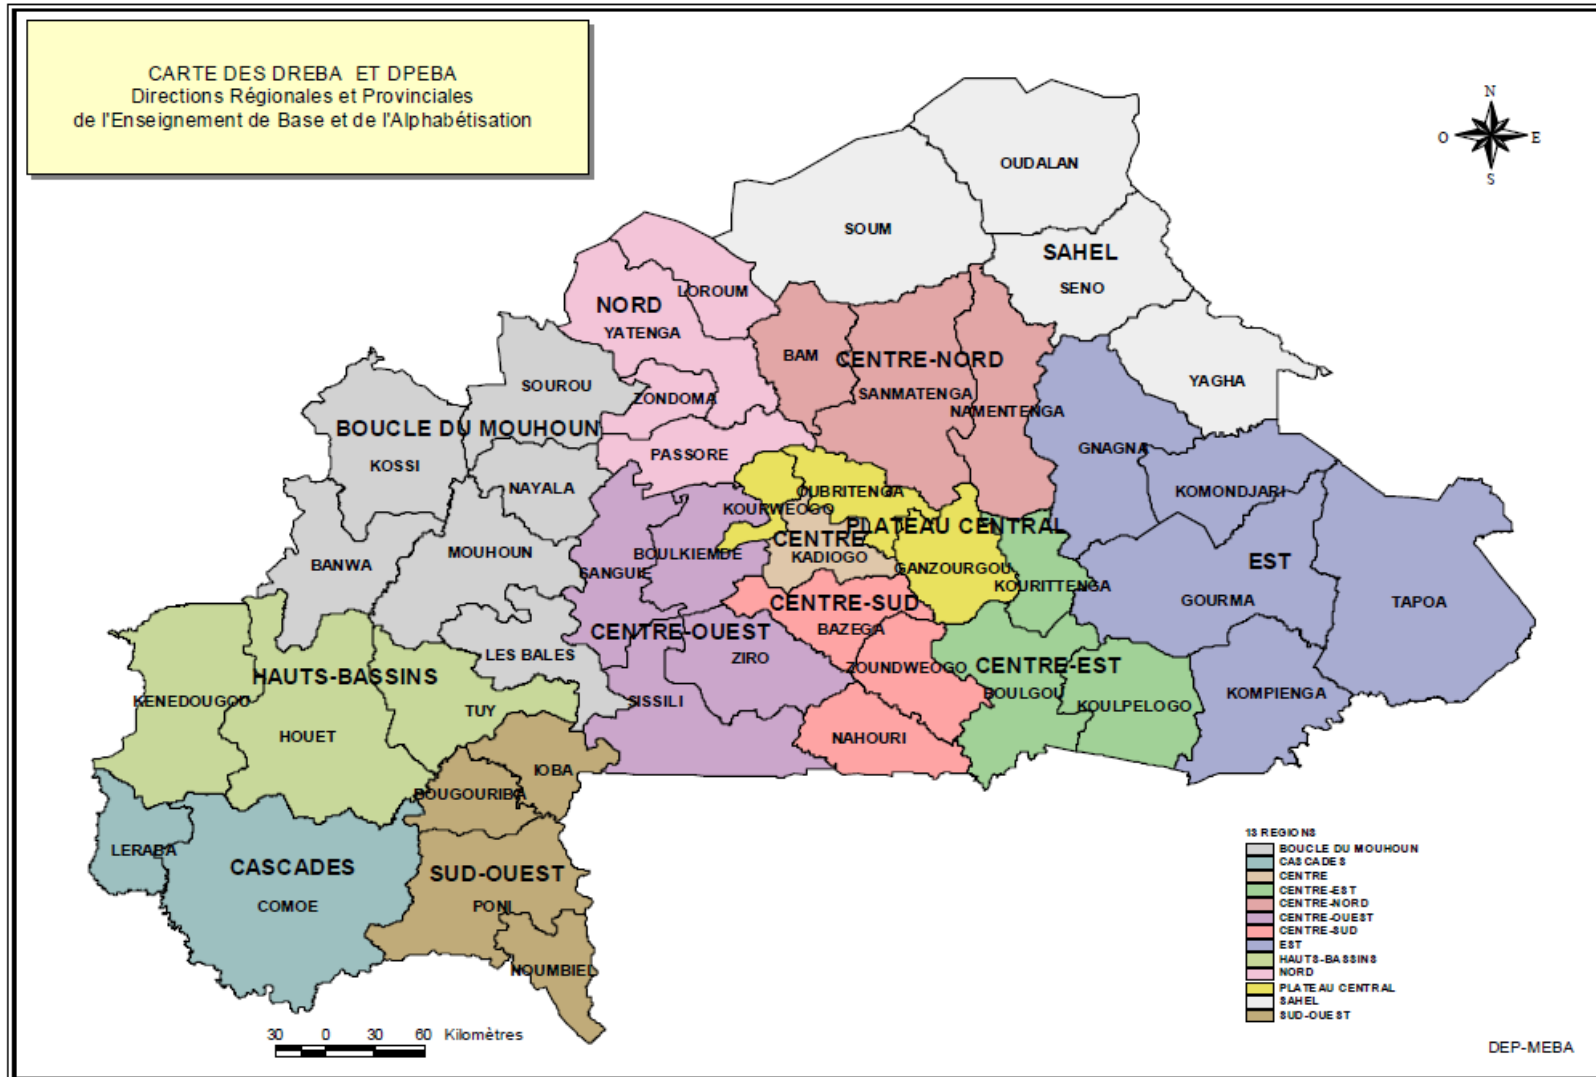 CARTE DES DREBA ET DPEBA
Directions Régionales et Provinciales
de l'Enseignement de Base et de l'Alphabétisation
N
O
E
S
OUDALAN
SOUM
SAHEL
SENO
NORD
LOROUM
YATENGA
BAM
CENTRE-NORD
YAGHA
SOUROU
ZONDOMA
SANMATENGA
NAMENTENGA
BOUCLE DU MOUHOUN
KOSSI
PASSORE
GNAGNA
NAYALA
OUBRITENGA
KOMONDJARI
KOURWEOGO
PLATEAU CENTRAL
CENTRE
MOUHOUN
BOULKIEMDE
KADIOGO
BANWA
SANGUIE
GANZOURGOU
EST
KOURITTENGA
GOURMA
TAPOA
CENTRE-SUD
CENTRE-OUEST
BAZEGA
LES BALES
ZIRO
ZOUNDWEOGO
CENTRE-EST
HAUTS-BASSINS
KENEDOUGOU
SISSILI
BOULGOU
KOULPELOGO
KOMPIENGA
TUY
HOUET
NAHOURI
IOBA
BOUGOURIBA
LERABA
CASCADES
SUD-OUEST
COMOE
PONI
NOUMBIEL
13 REGIONS
BOUCLE DU MOUHOUN
CASCADES
CENTRE
CENTRE-EST
CENTRE-NORD
CENTRE-OUEST
CENTRE-SUD
EST
HAUTS-BASSINS
NORD
PLATEAU CENTRAL
SAHEL
SUD-OUEST
30 0 30 60 Kilomètres
DEP-MEBA